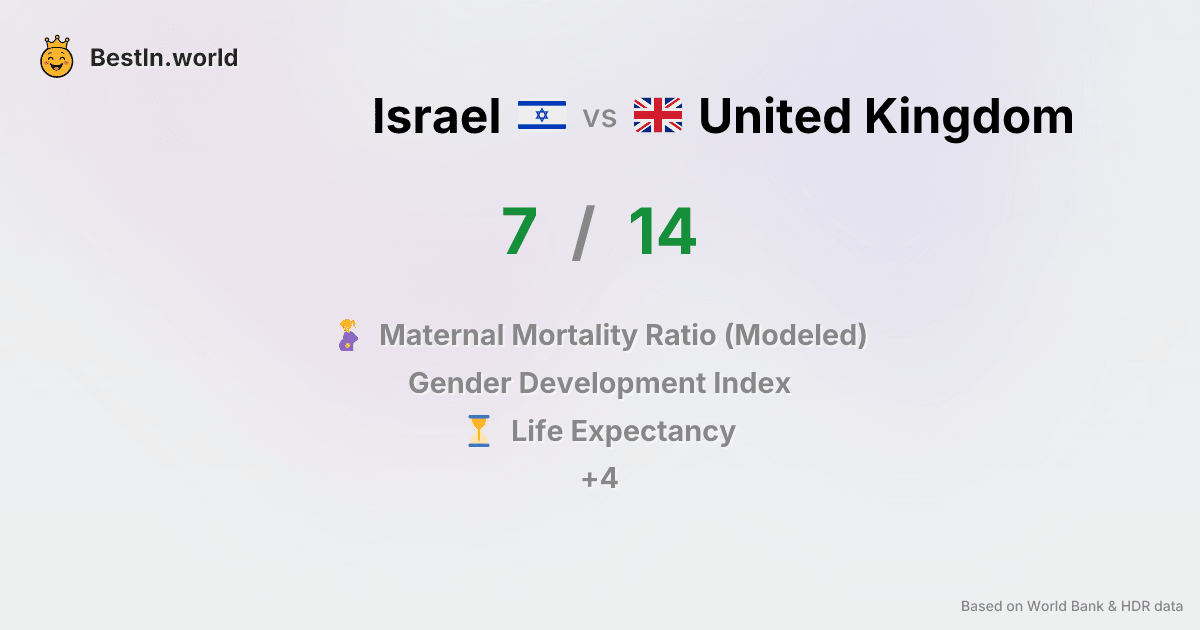 BestIn.world
Israel vs United Kingdom
7 / 14
Maternal Mortality Ratio (Modeled)
Gender Development Index
Life Expectancy
+4
Based on World Bank & HDR data